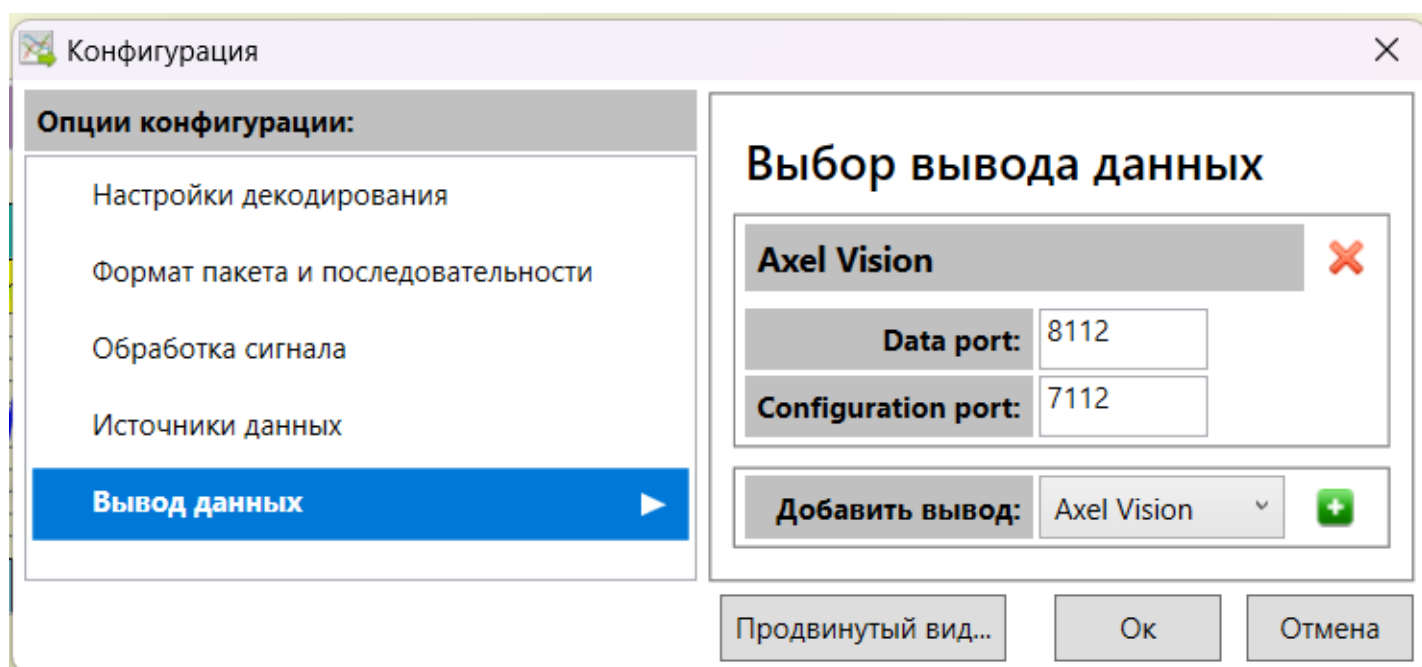 Конфигурация
Опции конфигурации:
Настройки декодирования
Формат пакета и последовательности
Обработка сигнала
Источники данных
Вывод данных
Выбор вывода данных
Axel Vision
Data port: 8112
Configuration port: 7112
Добавить вывод: Axel Vision
Продвинутый вид... Ок Отмена